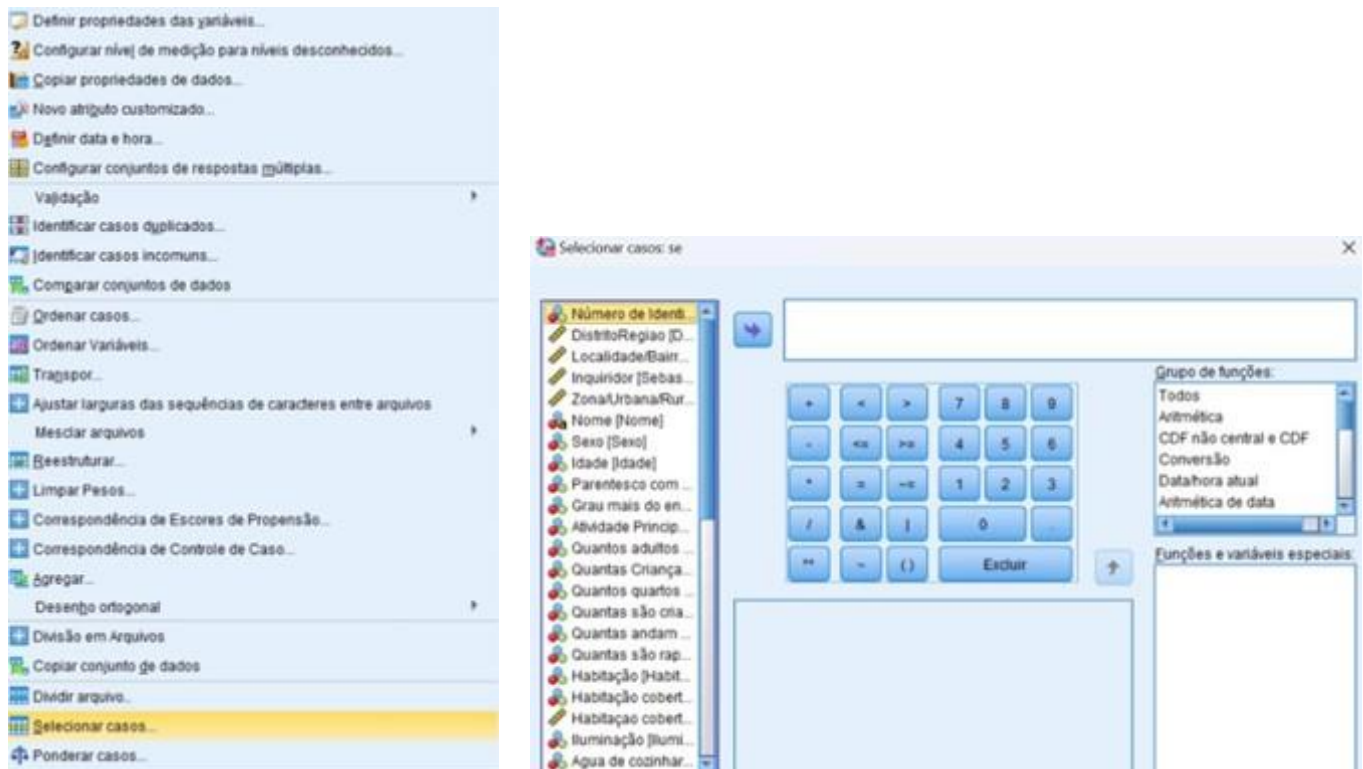 Definir propriedades das variáveis...
Configurar nível de medição para níveis desconhecidos...
Copiar propriedades de dados...
Novo atributo customizado...
Definir data e hora...
Configurar conjuntos de respostas múltiplas...
Validação
Identificar casos duplicados...
Identificar casos incomuns...
Comparar conjuntos de dados
Ordenar casos...
Ordenar Variáveis...
Transpor...
Ajustar larguras das sequências de caracteres entre arquivos
Mesclar arquivos
Reestruturar...
Limpar Pesos...
Correspondência de Escores de Propensão...
Correspondência de Controle de Caso...
Agregar...
Desenho ortogonal
Divisão em Arquivos
Copiar conjunto de dados
Dividir arquivo..
Selecionar casos...
Ponderar casos...
Selecionar casos: se
Número de Identi...
DistritoRegiao [D...
Localidade/Bairr...
Inquiridor [Sebas...
Zona/Urbana/Rur...
Nome [Nome]
Sexo [Sexo]
Idade [Idade]
Parentesco com ...
Grau mais do en...
Atividade Princip...
Quantos adultos ...
Quantas Criança...
Quantos quartos ...
Quantas são cria...
Quantas andam ...
Quantas são rap...
Habitação [Habit...
Habitação cobert...
Habitaçao cobert...
Iluminação [Ilumi...
Agua de cozinhar...
+ < > 7 8 9
- <= >= 4 5 6
* = ~= 1 2 3
/ & | 0 .
** ~ ( ) Excluir
Grupo de funções:
Todos
Aritmética
CDF não central e CDF
Conversão
Data/hora atual
Aritmética de data
Funções e variáveis especiais: